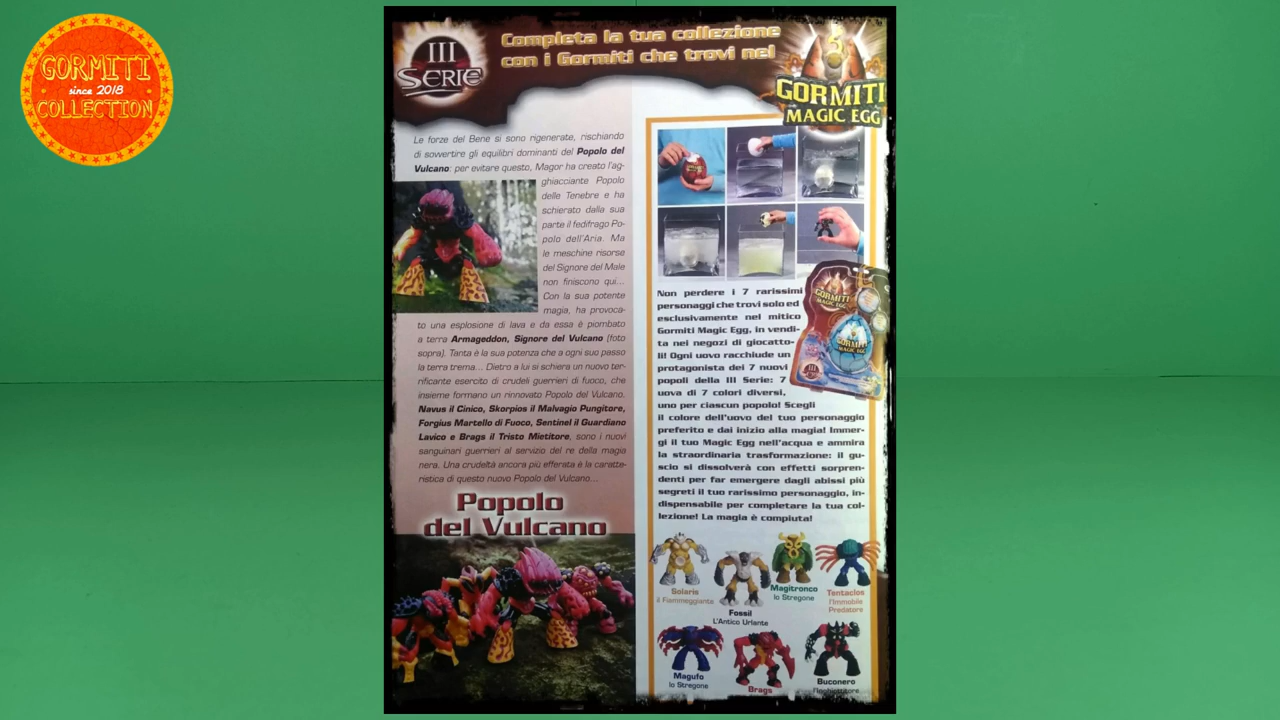 GORMITI
since 2018
COLLECTION
III
SERIE
Completa la tua collezione
con i Gormiti che trovi nel
GORMITI
MAGIC EGG
Le forze del Bene si sono rigenerate, rischiando
di sovvertire gli equilibri dominanti del Popolo del
Vulcano: per evitare questo, Magor ha creato l'ag-
ghiacciante Popolo
delle Tenebre e ha
schierato dalla sua
parte il fedifrago Po-
polo dell'Aria. Ma
le meschine risorse
del Signore del Male
non finiscono qui...
Con la sua potente
magia, ha provoca-
to una esplosione di lava e da essa è piombato
a terra Armageddon, Signore del Vulcano (foto
sopra). Tanta è la sua potenza che a ogni suo passo
la terra trema... Dietro a lui si schiera un nuovo ter-
rificante esercito di crudeli guerrieri di fuoco, che
insieme formano un rinnovato Popolo del Vulcano.
Navus il Cinico, Skorpios il Malvagio Pungitore,
Forgius Martello di Fuoco, Sentinel il Guardiano
Lavico e Brags il Tristo Mietitore, sono i nuovi
sanguinari guerrieri al servizio del re della magia
nera. Una crudeltà ancora più efferata è la caratte-
ristica di questo nuovo Popolo del Vulcano...
Popolo
del Vulcano
Non perdere i 7 rarissimi
personaggi che trovi solo ed
esclusivamente nel mitico
Gormiti Magic Egg, in vendi-
ta nei negozi di giocatto-
li! Ogni uovo racchiude un
protagonista dei 7 nuovi
popoli della III Serie: 7
uova di 7 colori diversi,
uno per ciascun popolo! Scegli
il colore dell'uovo del tuo personaggio
preferito e dai inizio alla magia! Immer-
gi il tuo Magic Egg nell'acqua e ammira
la straordinaria trasformazione: il gu-
scio si dissolverà con effetti sorpren-
denti per far emergere dagli abissi più
segreti il tuo rarissimo personaggio, in-
dispensabile per completare la tua col-
lezione! La magia è compiuta!
GORMITI
MAGIC EGG
GORMITI
III
Solaris
il Fiammeggiante
Fossil
L'Antico Urlante
Magitronco
lo Stregone
Tentaclos
l'Immobile
Predatore
Magufo
lo Stregone
Brags
Buconero
l'Inghiottitore